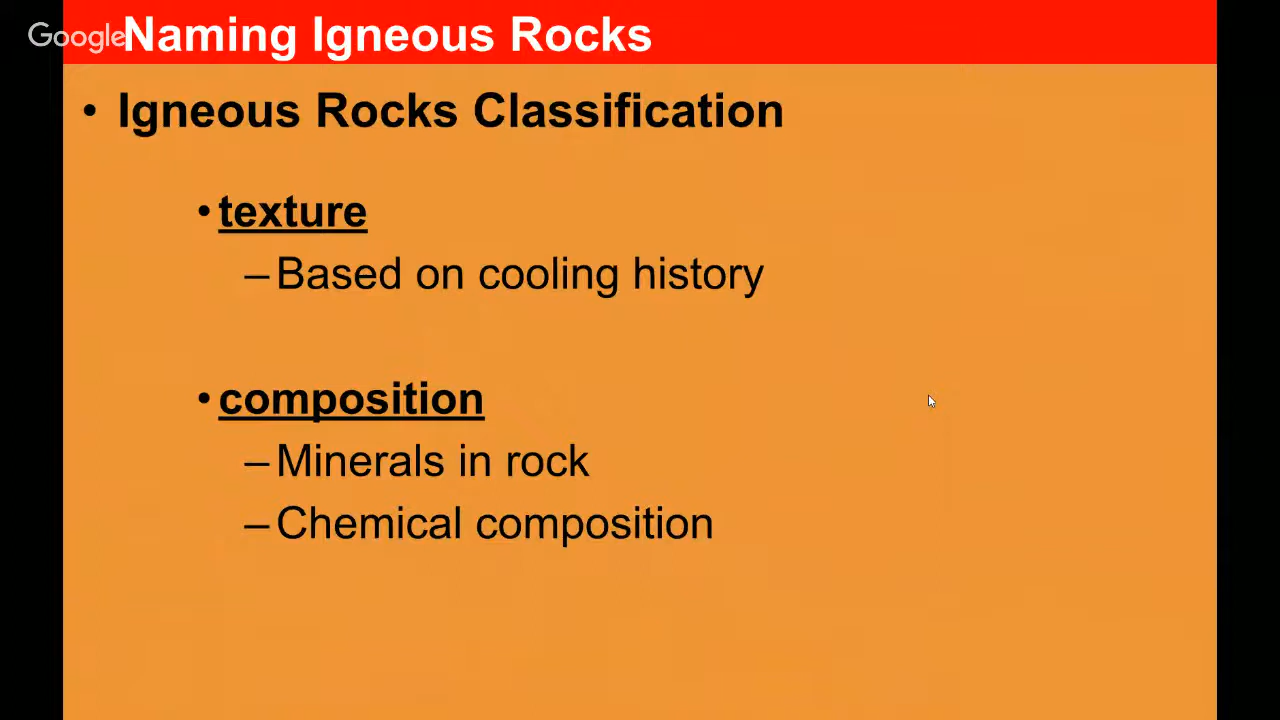 Google
Naming Igneous Rocks
• Igneous Rocks Classification
• texture
– Based on cooling history
• composition
– Minerals in rock
– Chemical composition